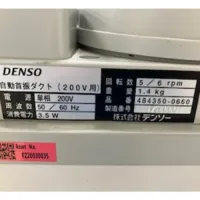 DENSO
自動首振ダクト (200V用)
電源 単相 200V
周波数 50 / 60 Hz
消費電力 3.5 W
回転数 5 / 6 rpm
質量 1.4 kg
484350-0660
株式会社デンソー
Asset No.
1220030035